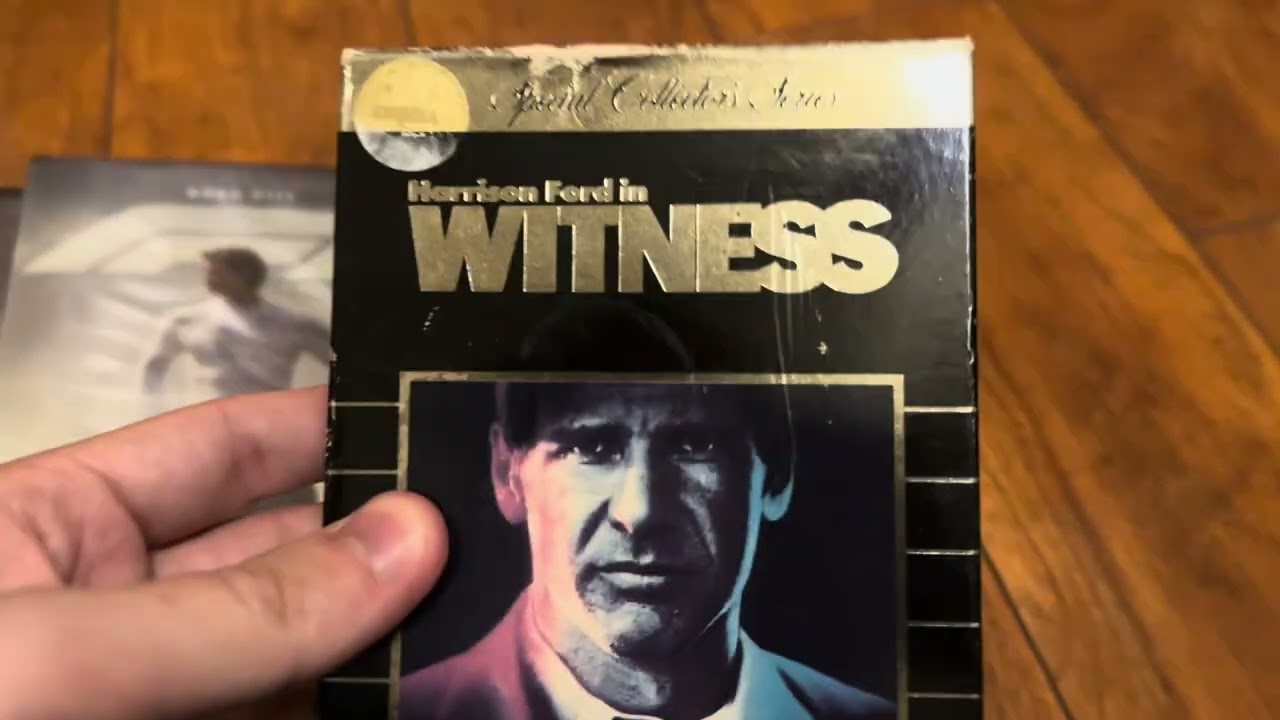 Special Collector's Series
Harrison Ford in
WITNESS